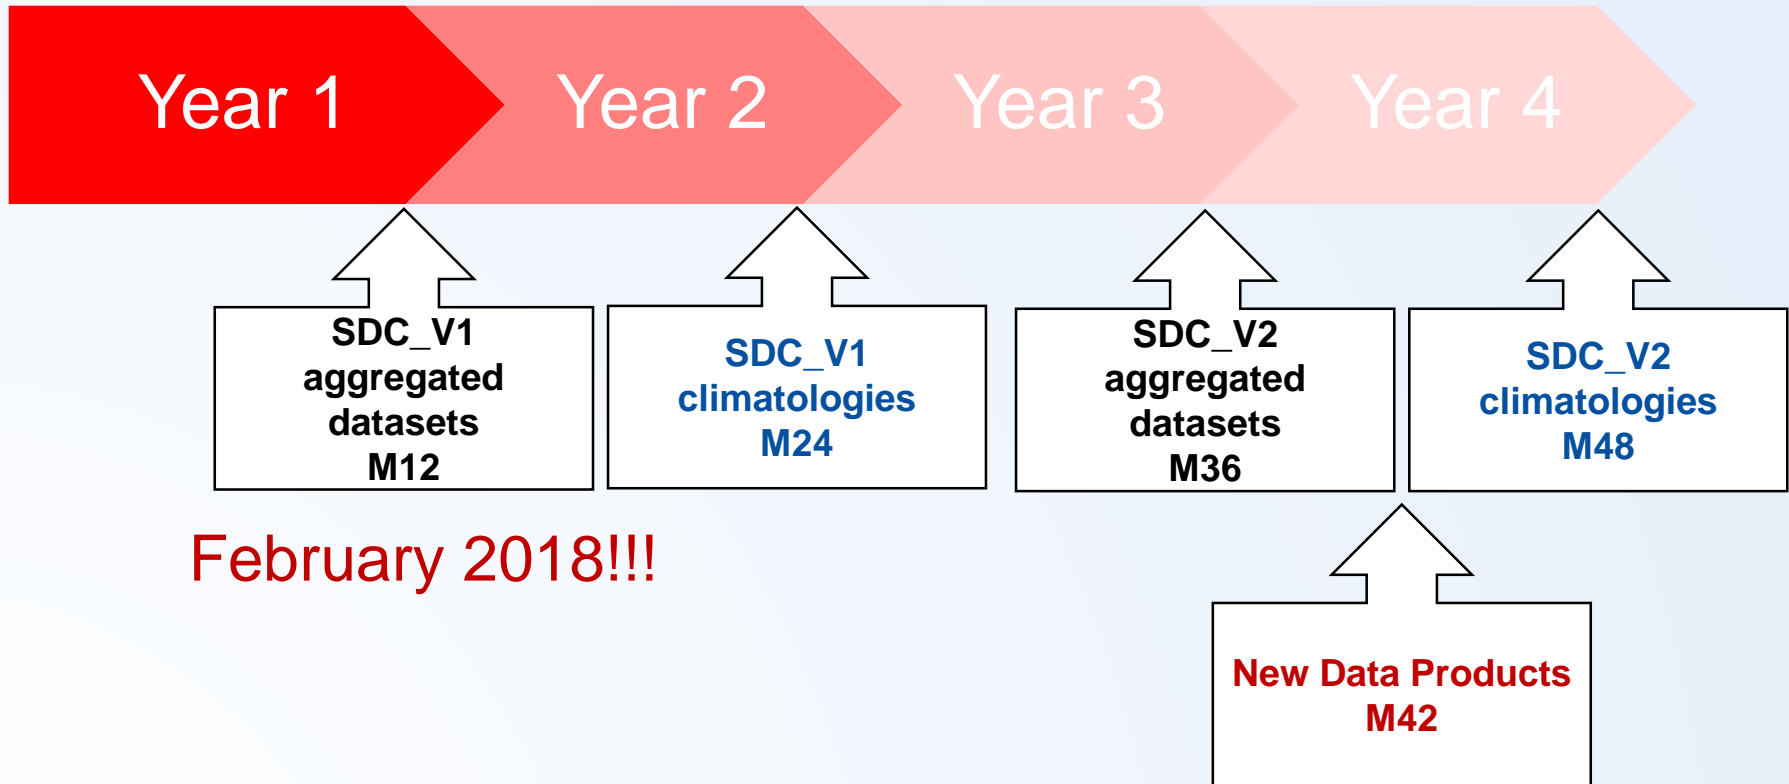 Year 1
Year 2
Year 3
Year 4
SDC_V1
aggregated
datasets
M12
SDC_V1
climatologies
M24
SDC_V2
aggregated
datasets
M36
SDC_V2
climatologies
M48
February 2018!!!
New Data Products
M42